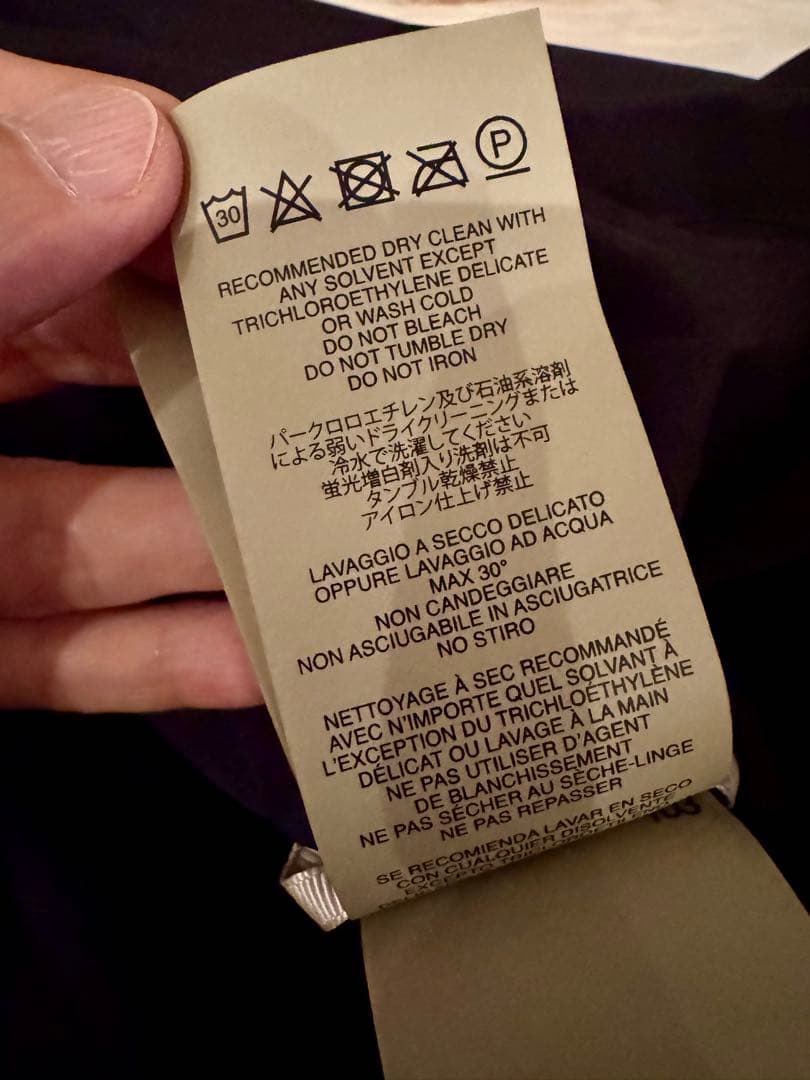 30 P
RECOMMENDED DRY CLEAN WITH
ANY SOLVENT EXCEPT
TRICHLOROETHYLENE DELICATE
OR WASH COLD
DO NOT BLEACH
DO NOT TUMBLE DRY
DO NOT IRON
パークロロエチレン及び石油系溶剤
による弱いドライクリーニングまたは
冷水で洗濯してください
蛍光増白剤入り洗剤は不可
タンブル乾燥禁止
アイロン仕上げ禁止
LAVAGGIO A SECCO DELICATO
OPPURE LAVAGGIO AD ACQUA
MAX 30°
NON CANDEGGIARE
NON ASCIUGABILE IN ASCIUGATRICE
NO STIRO
NETTOYAGE À SEC RECOMMANDÉ
AVEC N'IMPORTE QUEL SOLVANT À
L'EXCEPTION DU TRICHLOÉTHYLÈNE
DÉLICAT OU LAVAGE À LA MAIN
NE PAS UTILISER D'AGENT
DE BLANCHISSEMENT
NE PAS SÉCHER AU SÈCHE-LINGE
NE PAS REPASSER
SE RECOMIENDA LAVAR EN SECO
CON CUALQUIER DISOLVENTE
EXCEPTO